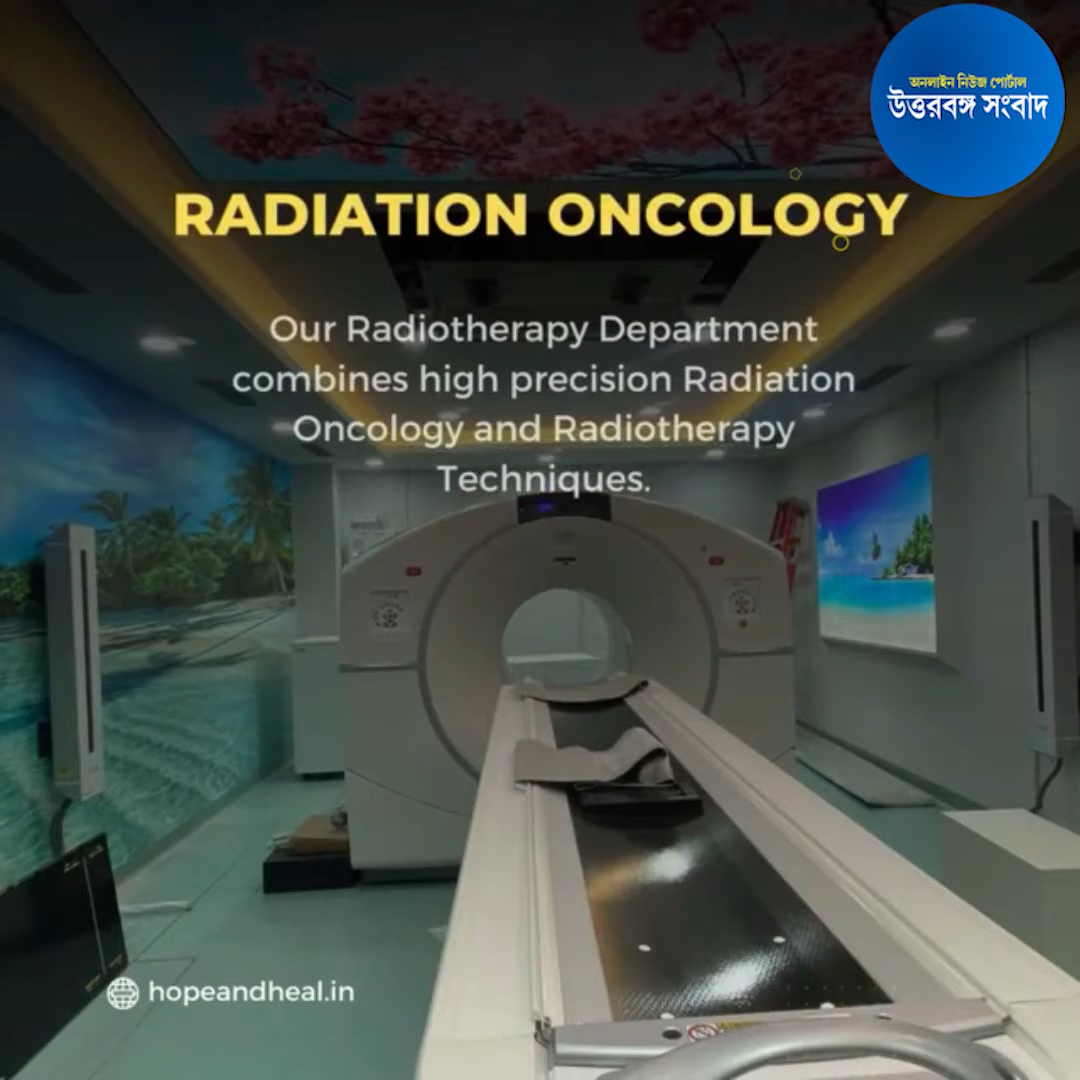 অনলাইন নিউজ পোর্টাল
উত্তরবঙ্গ সংবাদ
RADIATION ONCOLOGY
Our Radiotherapy Department
combines high precision Radiation
Oncology and Radiotherapy
Techniques.
hopeandheal.in